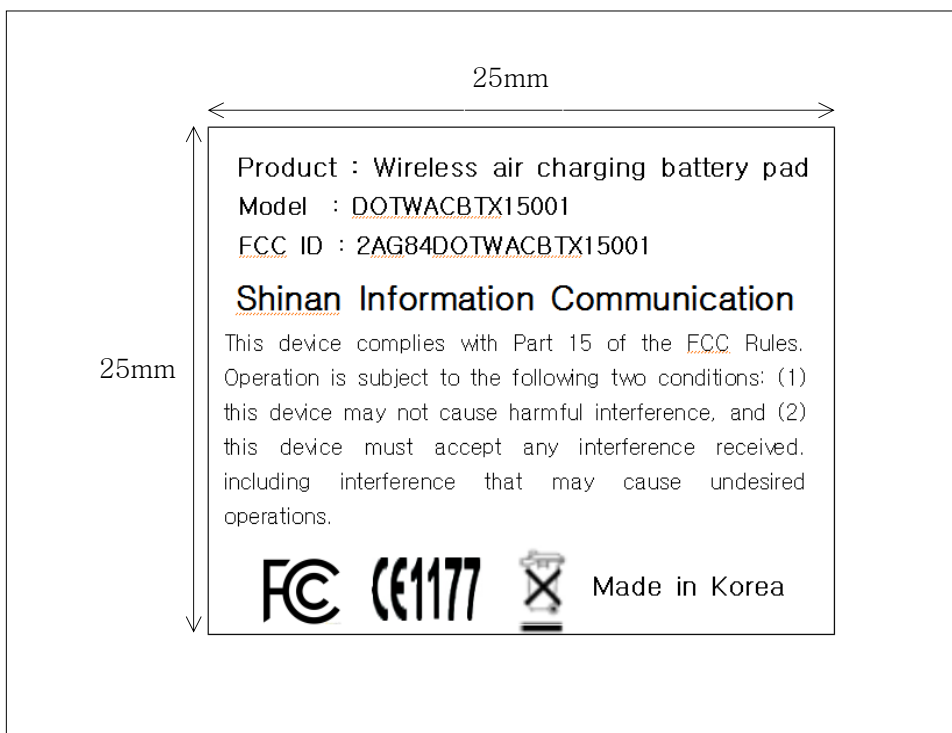 25mm
Product : Wireless air charging battery pad
Model : DOTWACBTX15001
FCC ID : 2AG84DOTWACBTX15001
Shinan Information Communication
25mm
This device complies with Part 15 of the FCC Rules.
Operation is subject to the following two conditions: (1)
this device may not cause harmful interference, and (2)
this device must accept any interference received.
including interference that may cause undesired
operations.
FC CE1177 Made in Korea